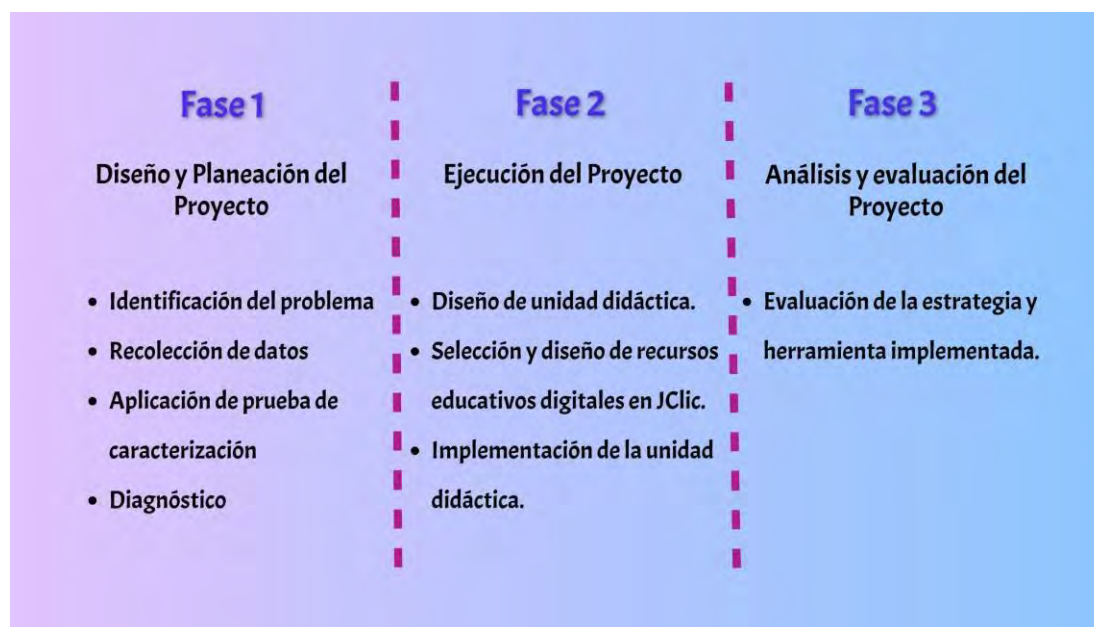 Fase 1
Diseño y Planeación del
Proyecto
• Identificación del problema
• Recolección de datos
• Aplicación de prueba de
caracterización
• Diagnóstico
Fase 2
Ejecución del Proyecto
• Diseño de unidad didáctica.
• Selección y diseño de recursos
educativos digitales en JClic.
• Implementación de la unidad
didáctica.
Fase 3
Análisis y evaluación del
Proyecto
• Evaluación de la estrategia y
herramienta implementada.